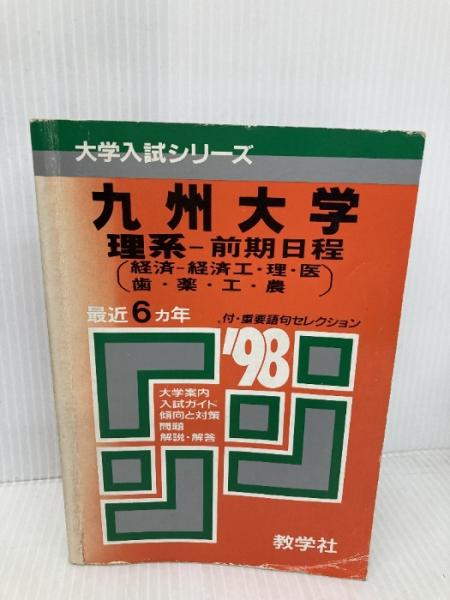 大学入試シリーズ
九州大学
理系－前期日程
(経済－経済工・理・医
歯・薬・工・農)
最近6ヵ年
付・重要語句セレクション
'98
大学案内
入試ガイド
傾向と対策
問題
解説・解答
教学社